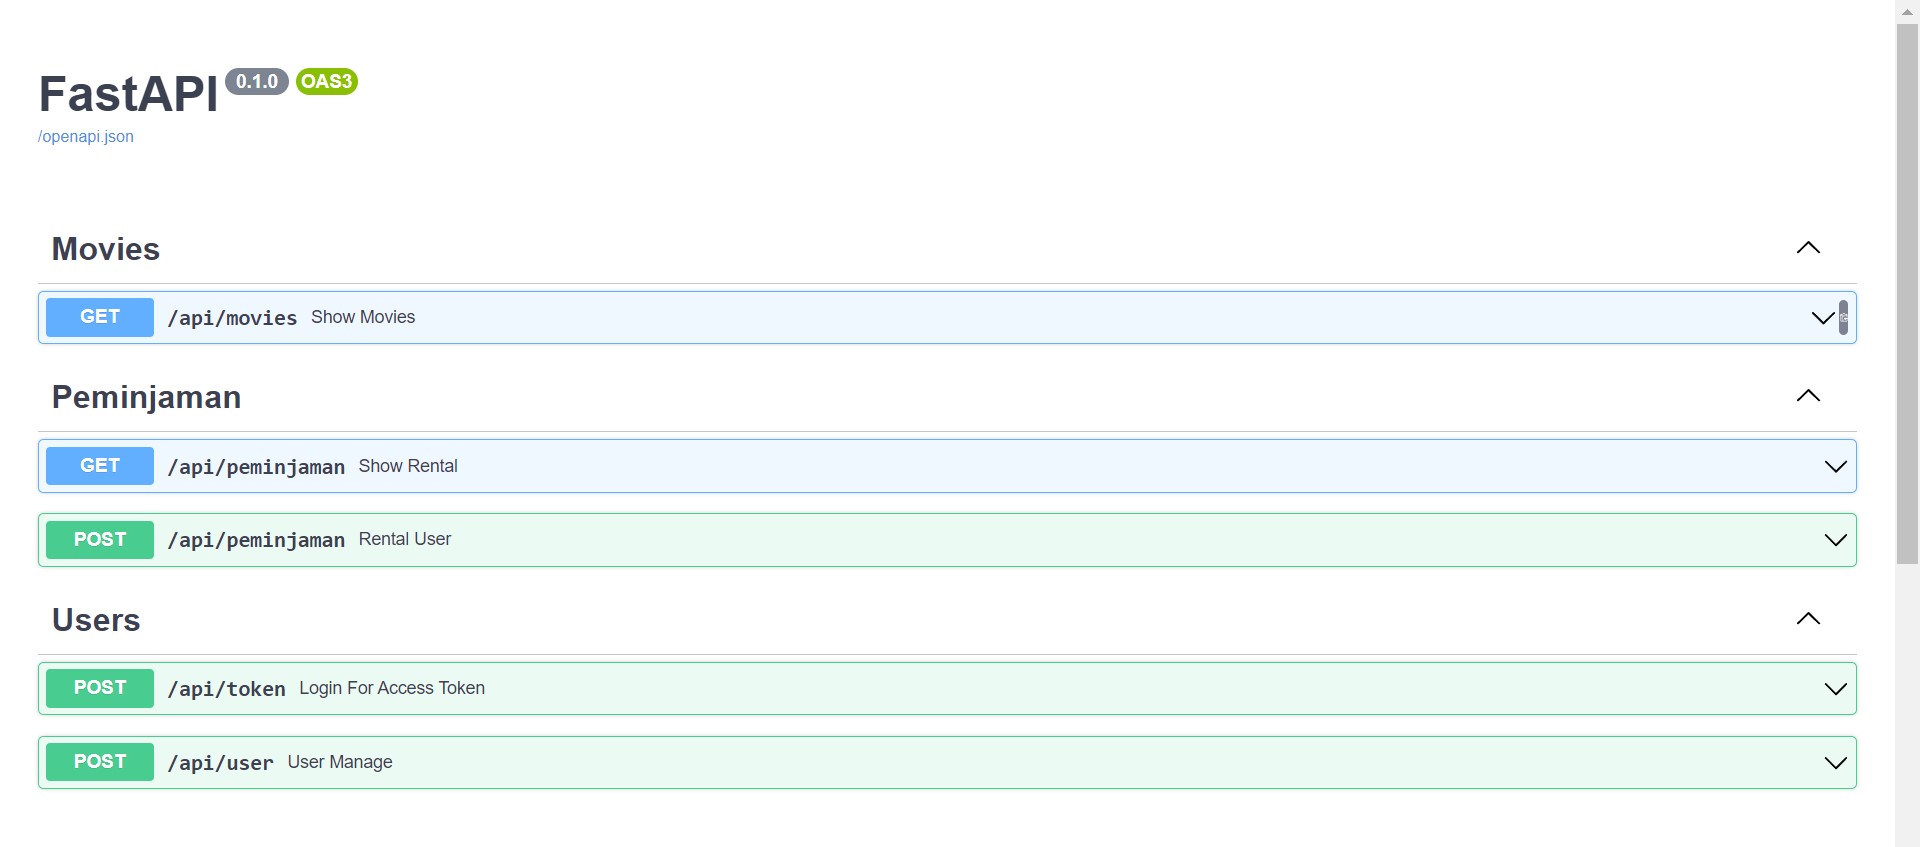 FastAPI 0.1.0 OAS3
/openapi.json
Movies
GET /api/movies Show Movies
Peminjaman
GET /api/peminjaman Show Rental
POST /api/peminjaman Rental User
Users
POST /api/token Login For Access Token
POST /api/user User Manage